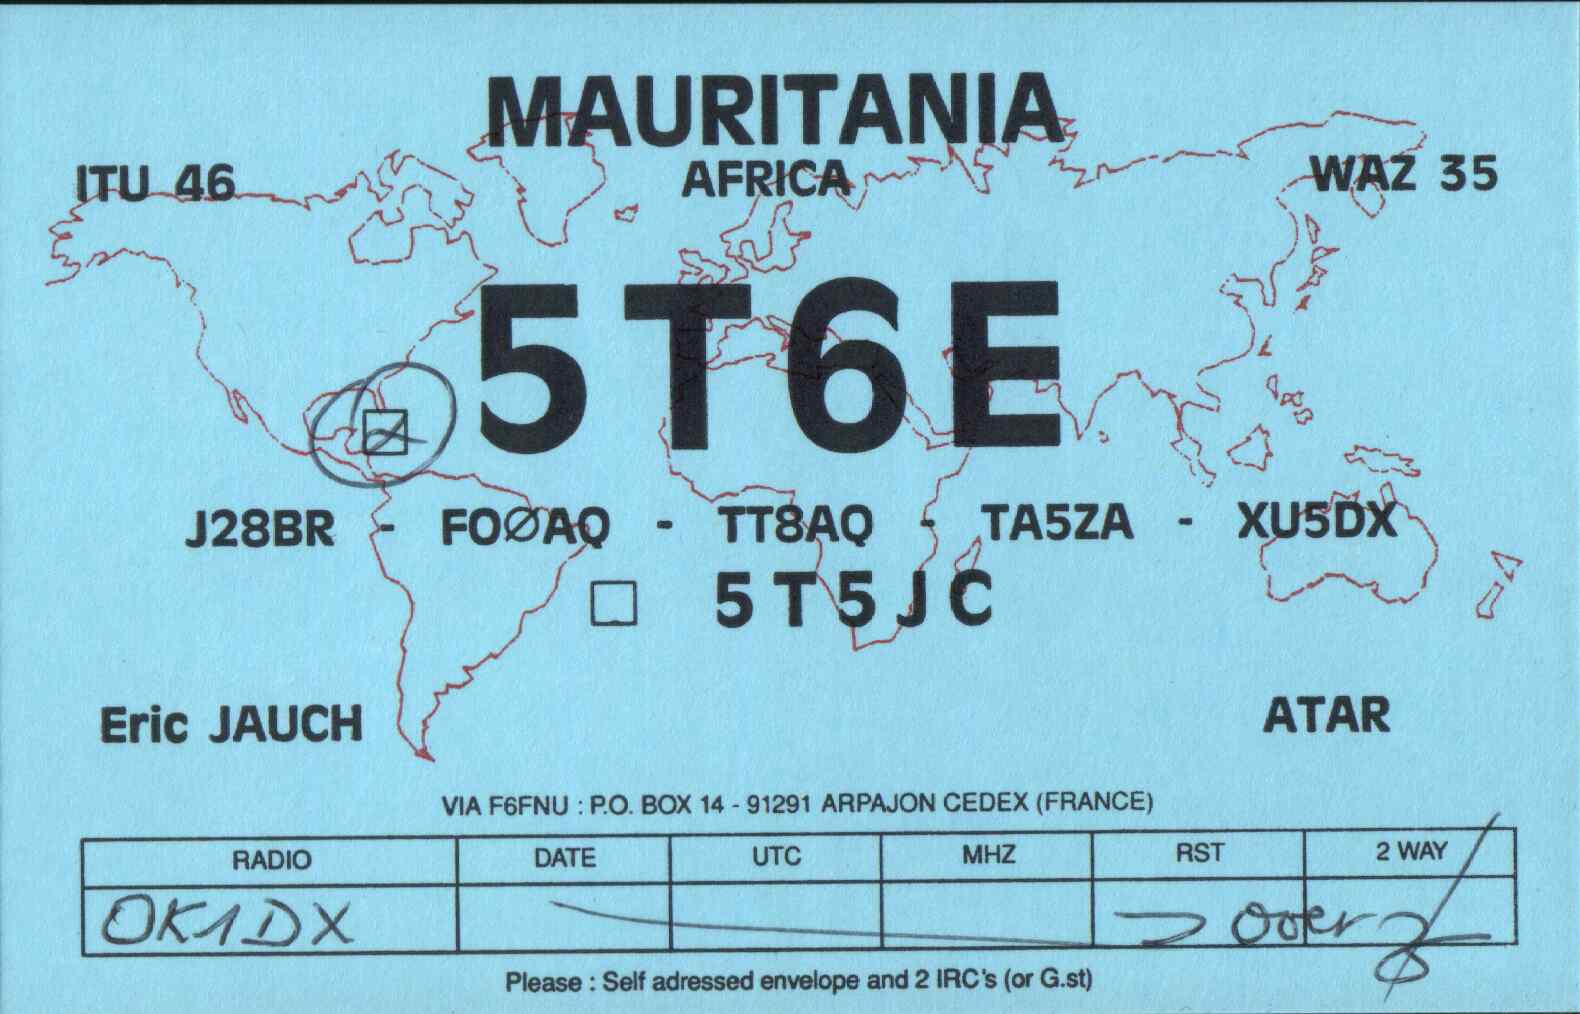 MAURITANIA
ITU 46 AFRICA WAZ 35
5T6E
J28BR - FOØAQ - TT8AQ - TA5ZA - XU5DX
5T5JC
Eric JAUCH ATAR
VIA F6FNU : P.O. BOX 14 - 91291 ARPAJON CEDEX (FRANCE)
RADIO DATE UTC MHZ RST 2 WAY
OK1DX over
Please : Self adressed envelope and 2 IRC's (or G.st)